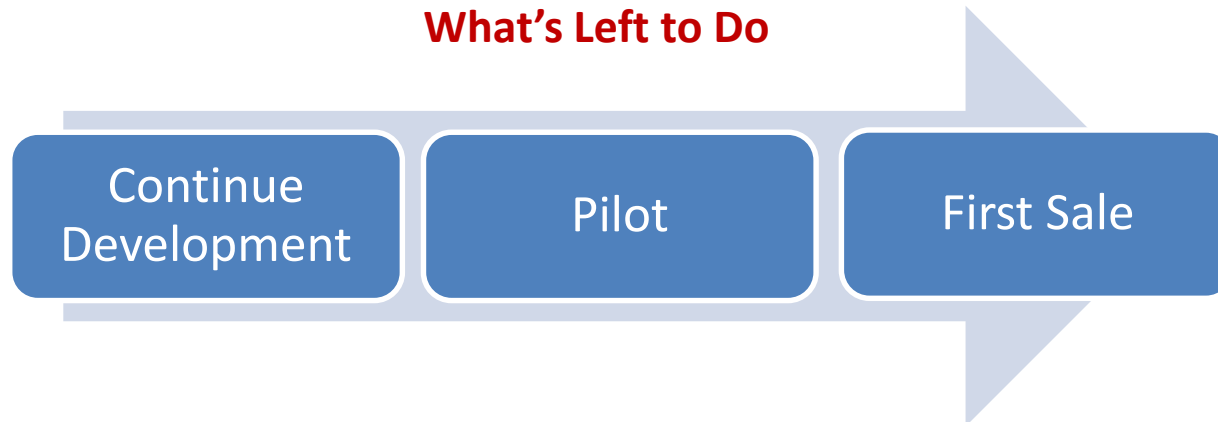 What’s Left to Do
Continue
Development
Pilot
First Sale